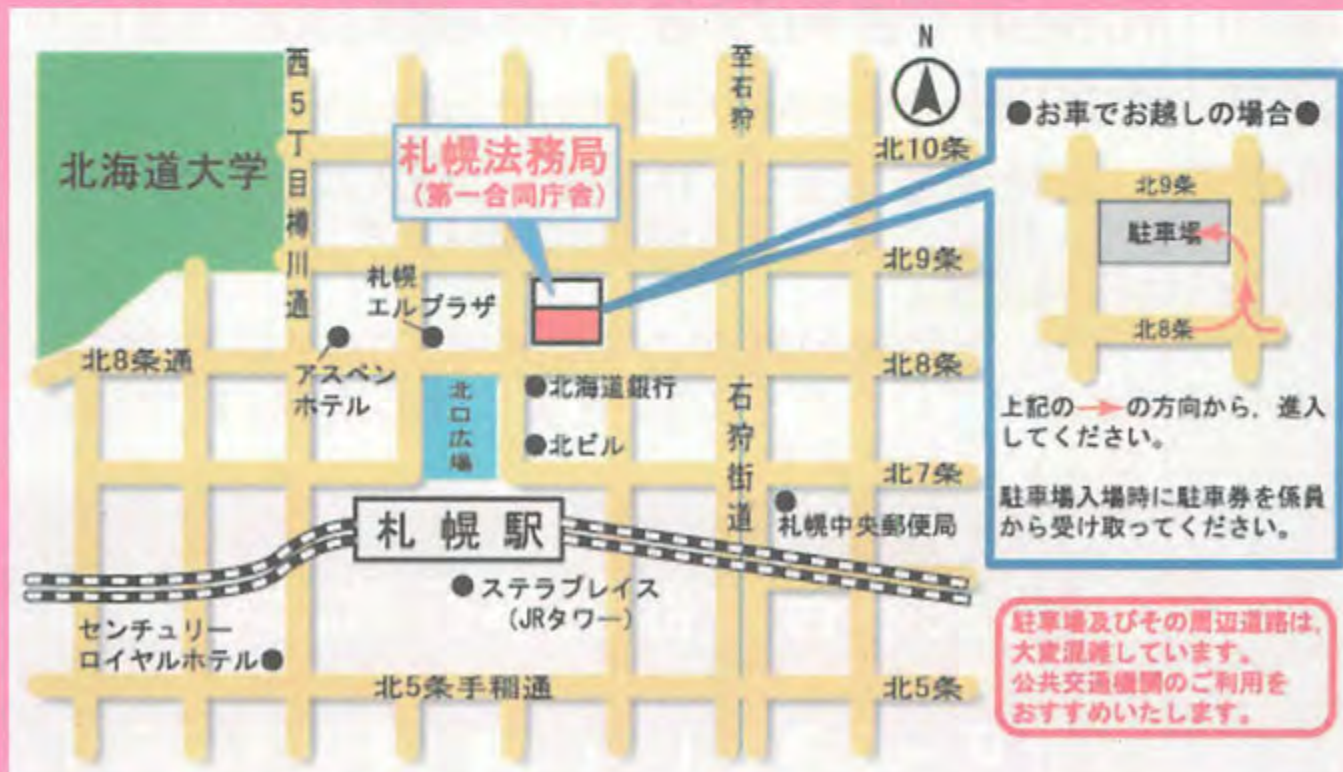 西5丁目樽川通
至石狩
N
北海道大学
札幌法務局
(第一合同庁舎)
北10条
北9条
札幌
エルプラザ
北8条通
アスペン
ホテル
北口広場
●北海道銀行
●北ビル
北8条
石狩街道
北7条
札幌中央郵便局
札幌駅
●ステラプレイス
(JRタワー)
センチュリー
ロイヤルホテル●
北5条手稲通
北5条
●お車でお越しの場合●
北9条
駐車場
北8条
上記の→の方向から、進入
してください。
駐車場入場時に駐車券を係員
から受け取ってください。
駐車場及びその周辺道路は、
大変混雑しています。
公共交通機関のご利用を
おすすめいたします。